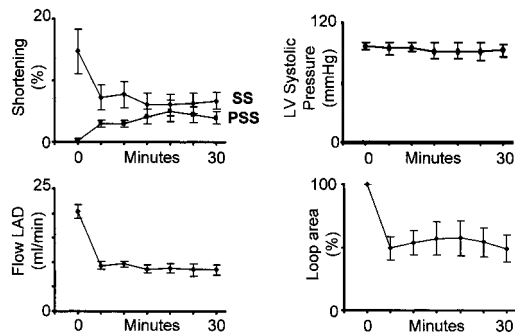 20
Shortening
(%)
SS
PSS
0
0 Minutes 30
120
LV Systolic
Pressure
(mmHg)
0
0 Minutes 30
25
Flow LAD
(ml/min)
0
0 Minutes 30
100
Loop area
(%)
0
0 Minutes 30